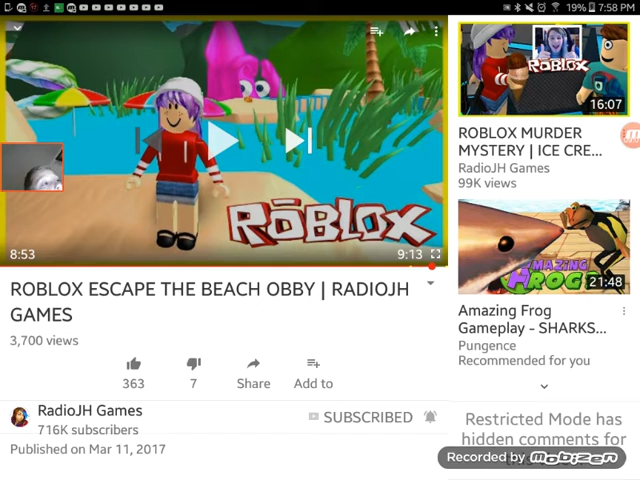 19% 7:58 PM
ROBLOX
8:53
9:13
ROBLOX ESCAPE THE BEACH OBBY | RADIOJH
GAMES
3,700 views
363
7
Share
Add to
RadioJH Games
716K subscribers
SUBSCRIBED
Published on Mar 11, 2017
ROBLOX
16:07
ROBLOX MURDER
MYSTERY | ICE CRE...
RadioJH Games
99K views
AMAZING
FROG
21:48
Amazing Frog
Gameplay - SHARKS...
Pungence
Recommended for you
Restricted Mode has
hidden comments for
Recorded by MOBIZEN